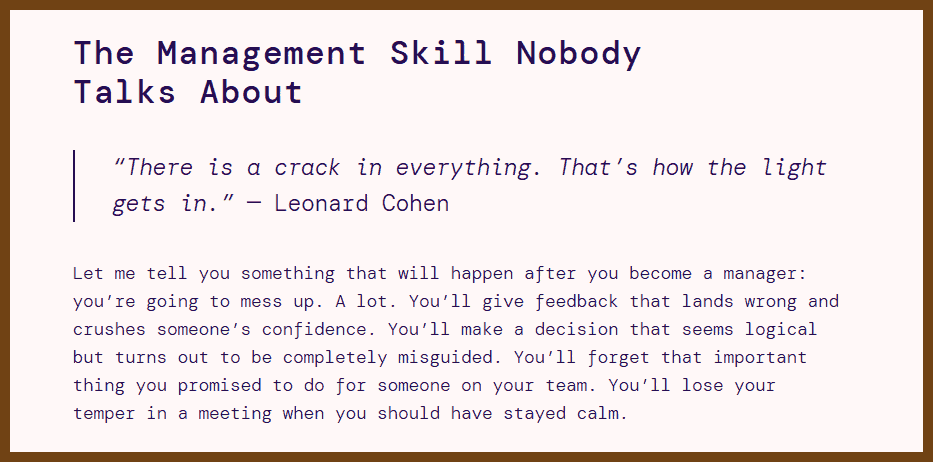 The Management Skill Nobody
Talks About
“There is a crack in everything. That’s how the light
gets in.” — Leonard Cohen
Let me tell you something that will happen after you become a manager:
you’re going to mess up. A lot. You’ll give feedback that lands wrong and
crushes someone’s confidence. You’ll make a decision that seems logical
but turns out to be completely misguided. You’ll forget that important
thing you promised to do for someone on your team. You’ll lose your
temper in a meeting when you should have stayed calm.